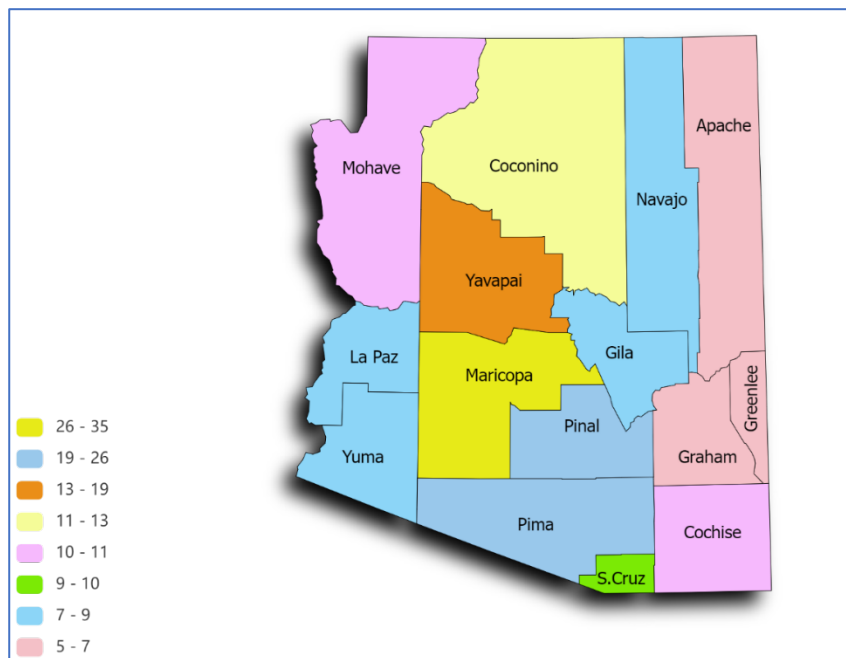 Apache
Mohave
Coconino
Navajo
Yavapai
La Paz
Gila
Maricopa
Greenlee
Pinal
Yuma
Graham
Pima
Cochise
S.Cruz
26 - 35
19 - 26
13 - 19
11 - 13
10 - 11
9 - 10
7 - 9
5 - 7